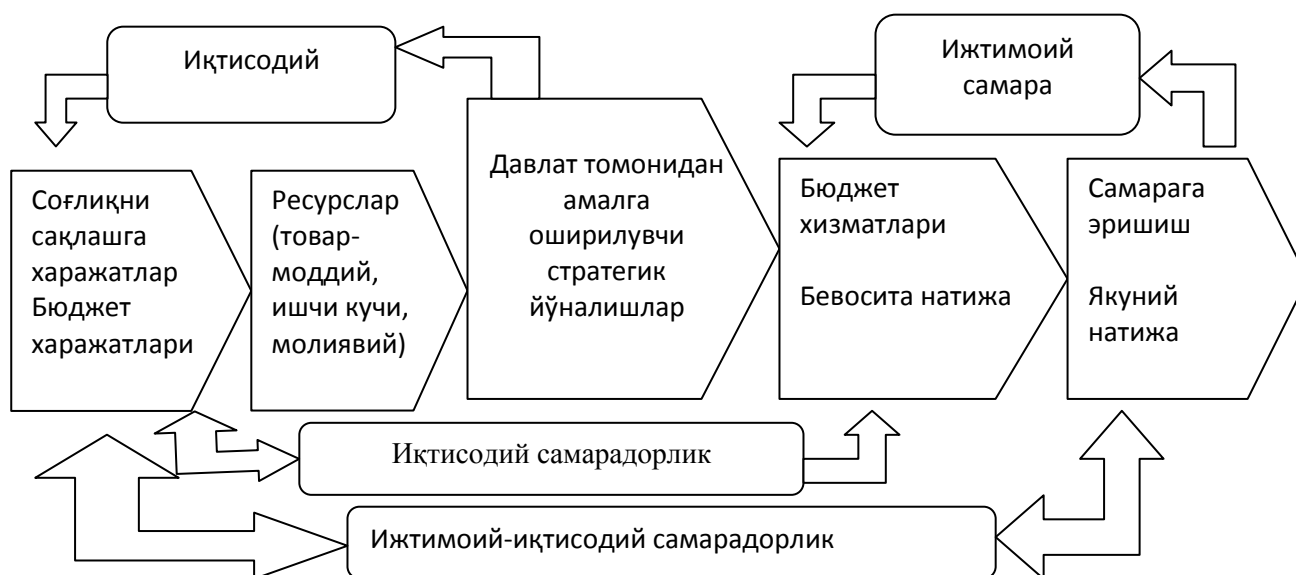 Иқтисодий
Ижтимоий
самара
Соғлиқни
сақлашга
харажатлар
Бюджет
харажатлари
Ресурслар
(товар-
моддий,
ишчи кучи,
молиявий)
Давлат томонидан
амалга
оширилувчи
стратегик
йўналишлар
Бюджет
хизматлари
Бевосита натижа
Самарага
эришиш
Якуний
натижа
Иқтисодий самарадорлик
Ижтимоий-иқтисодий самарадорлик